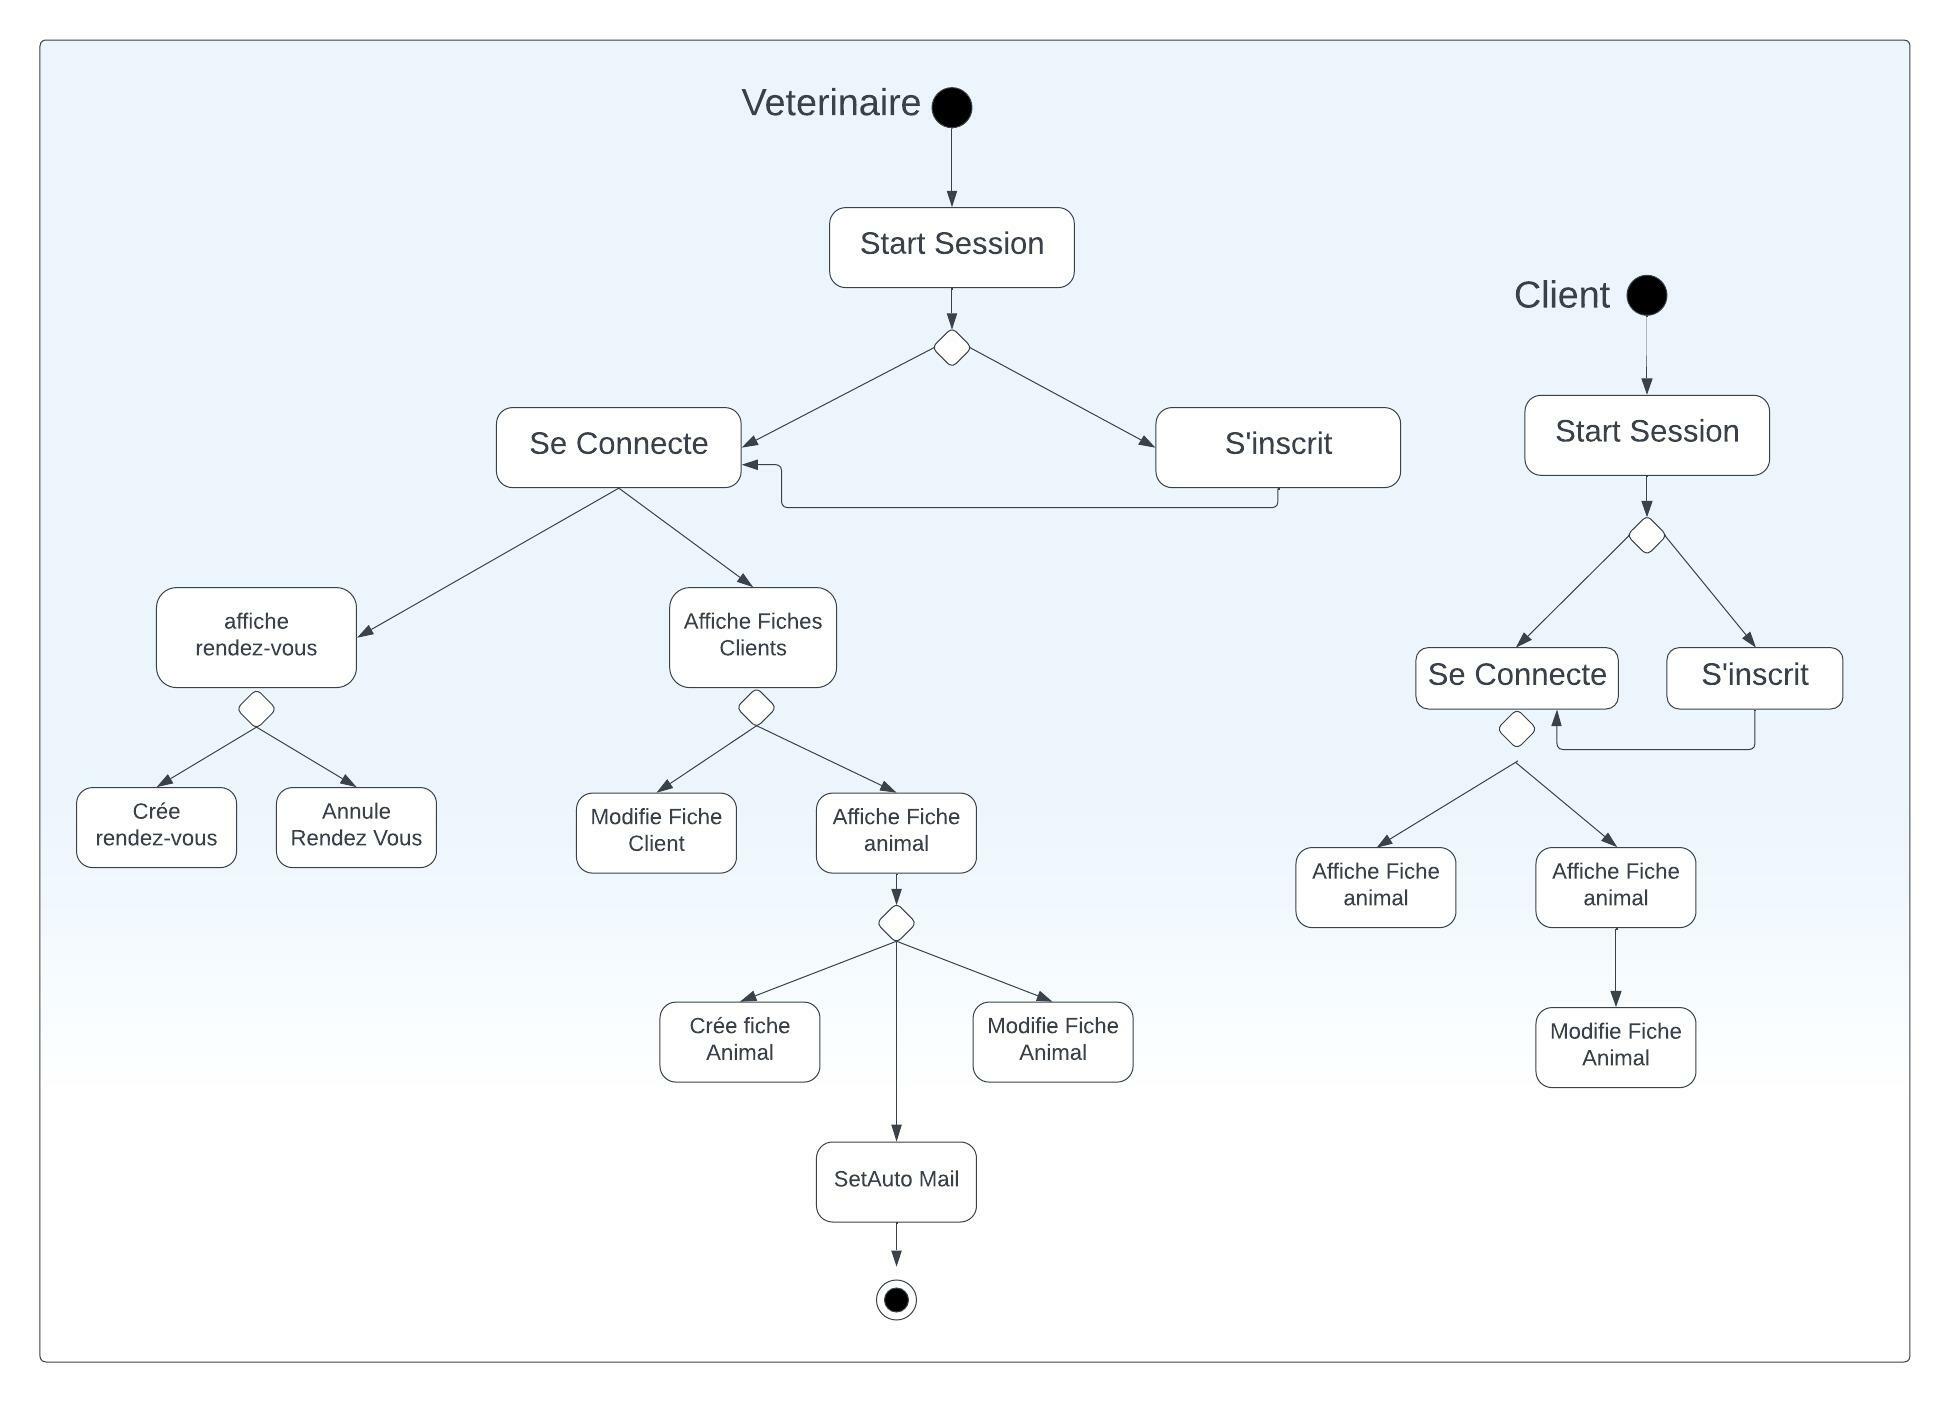 Veterinaire
Start Session
Client
Start Session
Se Connecte
S'inscrit
affiche
rendez-vous
Affiche Fiches
Clients
Se Connecte
S'inscrit
Crée
rendez-vous
Annule
Rendez Vous
Modifie Fiche
Client
Affiche Fiche
animal
Affiche Fiche
animal
Affiche Fiche
animal
Crée fiche
Animal
Modifie Fiche
Animal
Modifie Fiche
Animal
SetAuto Mail